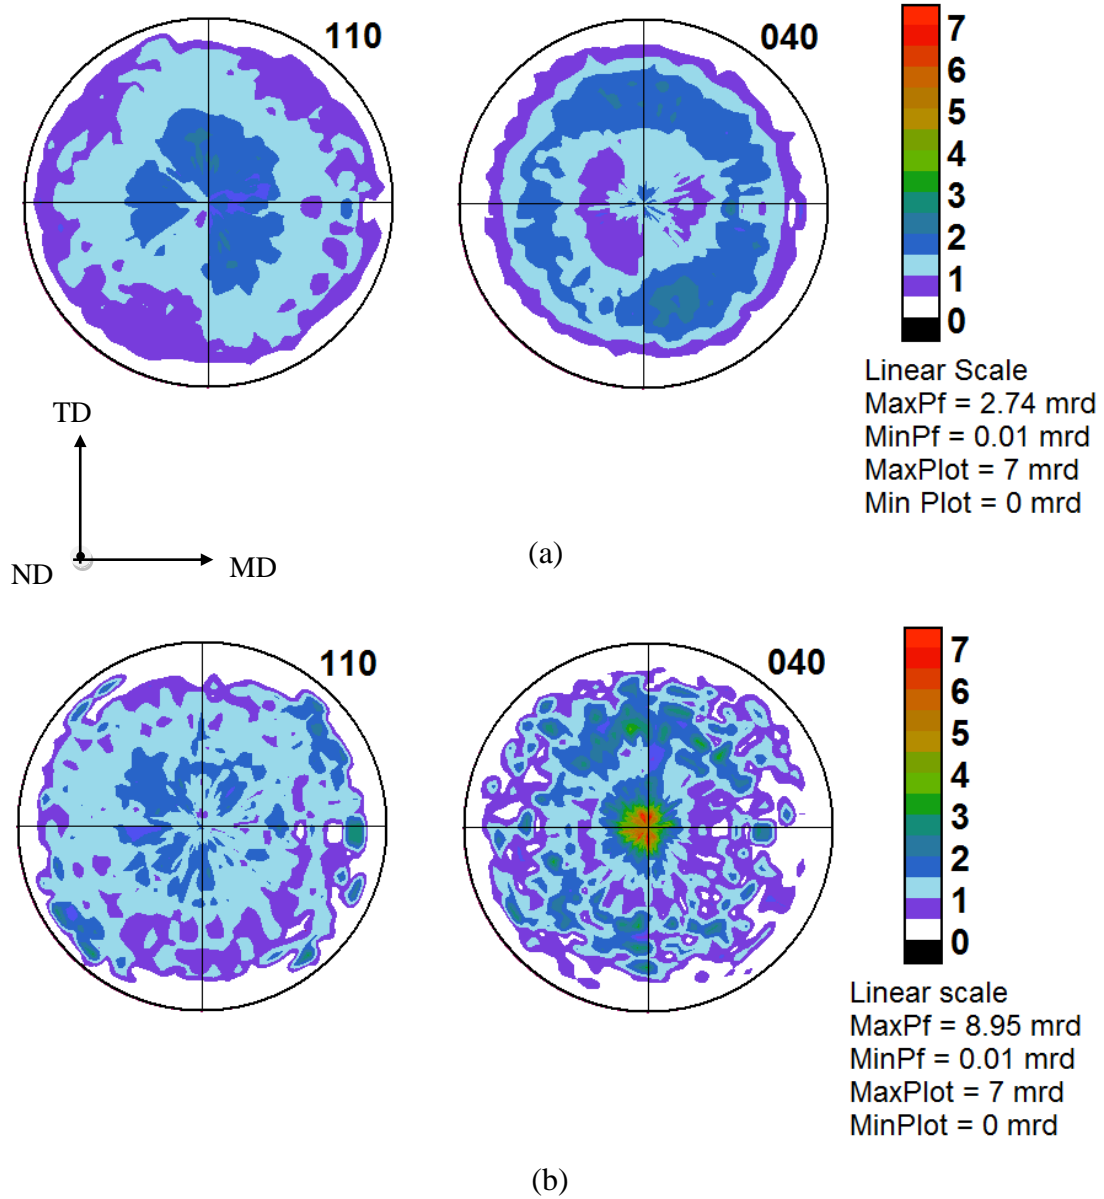 110
040
7
6
5
4
3
2
1
0
Linear Scale
MaxPf = 2.74 mrd
MinPf = 0.01 mrd
MaxPlot = 7 mrd
Min Plot = 0 mrd
TD
ND
MD
(a)
110
040
7
6
5
4
3
2
1
0
Linear scale
MaxPf = 8.95 mrd
MinPf = 0.01 mrd
MaxPlot = 7 mrd
MinPlot = 0 mrd
(b)